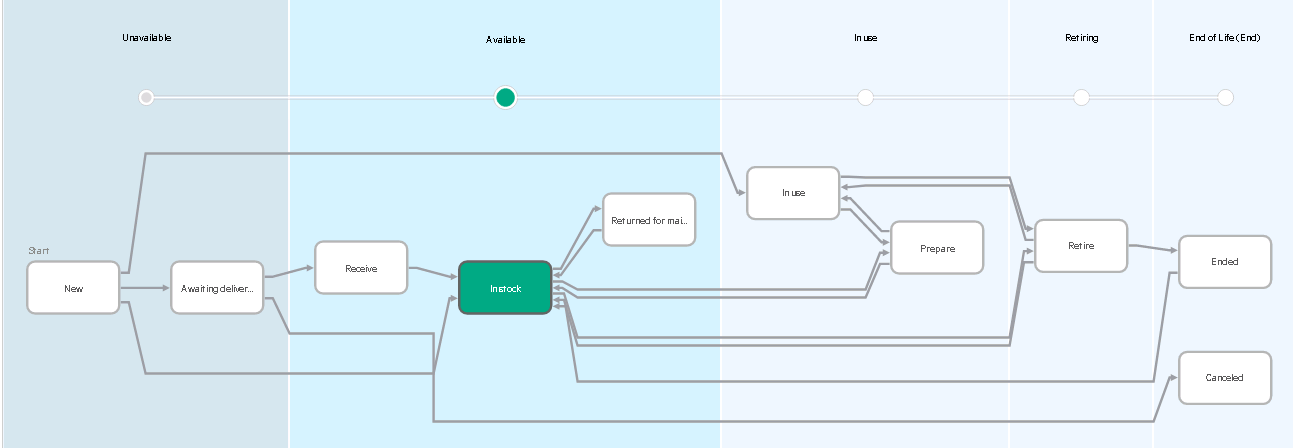 Unavailable
Available
In use
Retiring
End of Life (End)
Start
New
Awaiting deliver...
Receive
In stock
Returned for mai...
In use
Prepare
Retire
Ended
Canceled